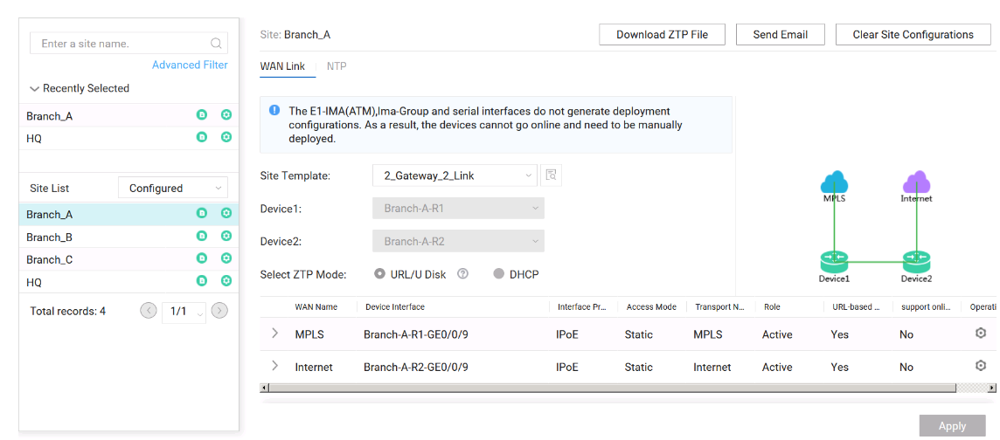 Enter a site name.
Advanced Filter
Recently Selected
Branch_A
HQ
Site List
Configured
Branch_A
Branch_B
Branch_C
HQ
Total records: 4
1/1
Site: Branch_A
Download ZTP File
Send Email
Clear Site Configurations
WAN Link
NTP
The E1-IMA(ATM),Ima-Group and serial interfaces do not generate deployment
configurations. As a result, the devices cannot go online and need to be manually
deployed.
Site Template:
2_Gateway_2_Link
Device1:
Branch-A-R1
Device2:
Branch-A-R2
Select ZTP Mode:
URL/U Disk
DHCP
MPLS
Internet
Device1
Device2
WAN Name Device Interface Interface Pr... Access Mode Transport N... Role URL-based ... support onli... Operati
MPLS Branch-A-R1-GE0/0/9 IPoE Static MPLS Active Yes No
Internet Branch-A-R2-GE0/0/9 IPoE Static Internet Active Yes No
Apply